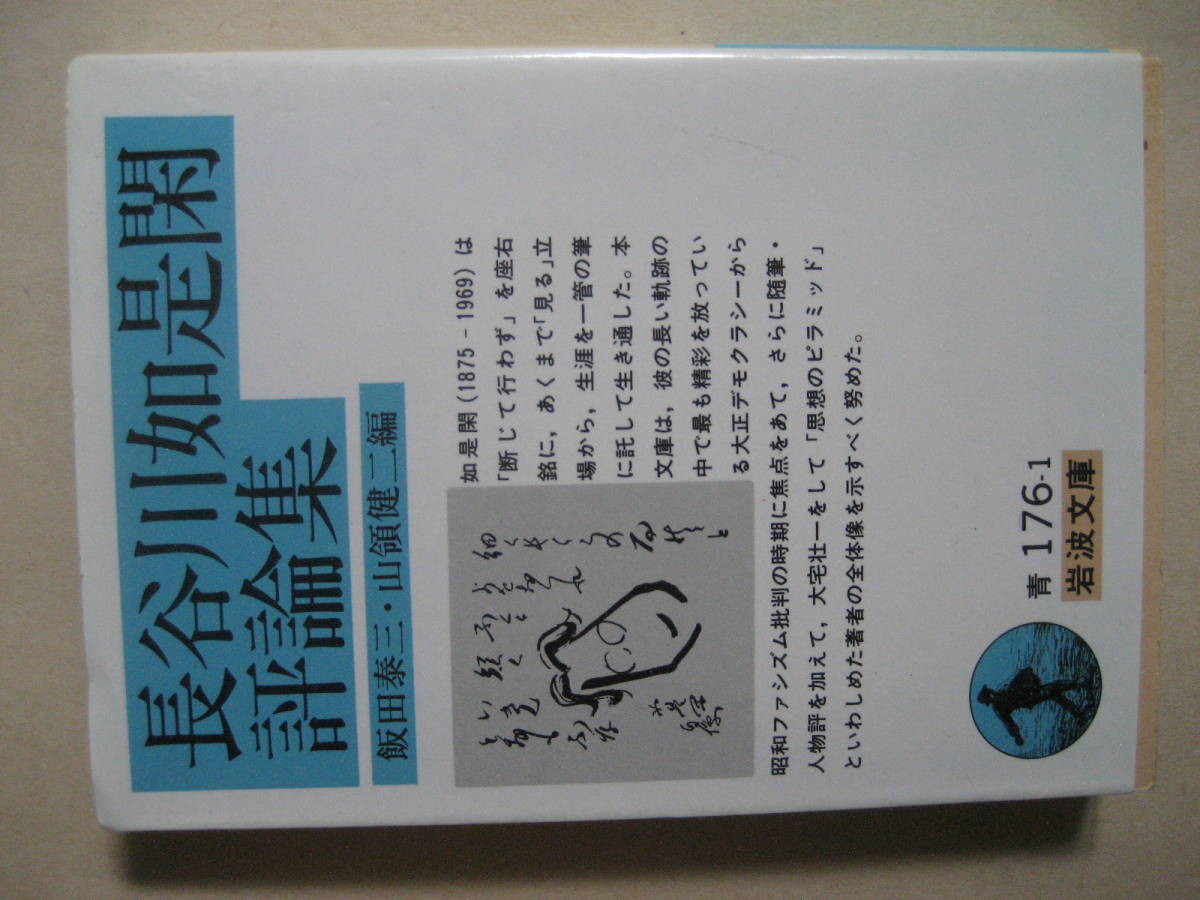 長谷川如是閑
評論集
飯田泰三・山領健二編
如是閑(1875-1969)は
「断じて行わず」を座右
銘に，あくまで「見る」立
場から，生涯を一管の筆
に託して生き通した。本
文庫は，彼の長い軌跡の
中で最も精彩を放ってい
る大正デモクラシーから
昭和ファシズム批判の時期に焦点をあて，さらに随筆・
人物評を加えて，大宅壮一をして「思想のピラミッド」
といわしめた著者の全体像を示すべく努めた。
青 176-1
岩波文庫